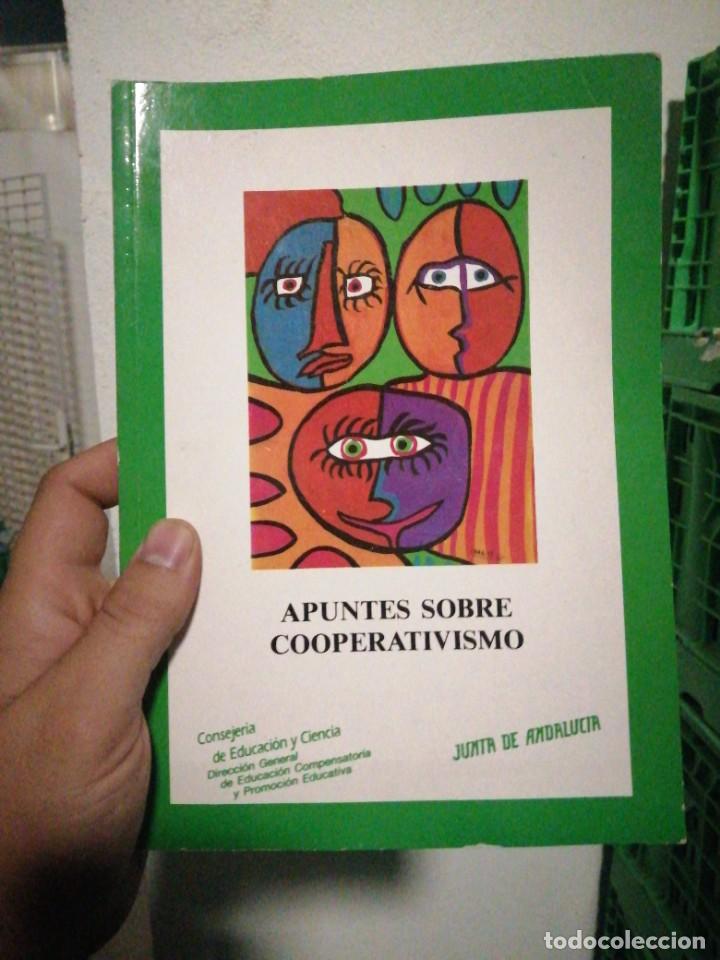 APUNTES SOBRE
COOPERATIVISMO
Consejería
de Educación y Ciencia
Dirección General
de Educación Compensatoria
y Promoción Educativa
JUNTA DE ANDALUCIA
todocoleccion